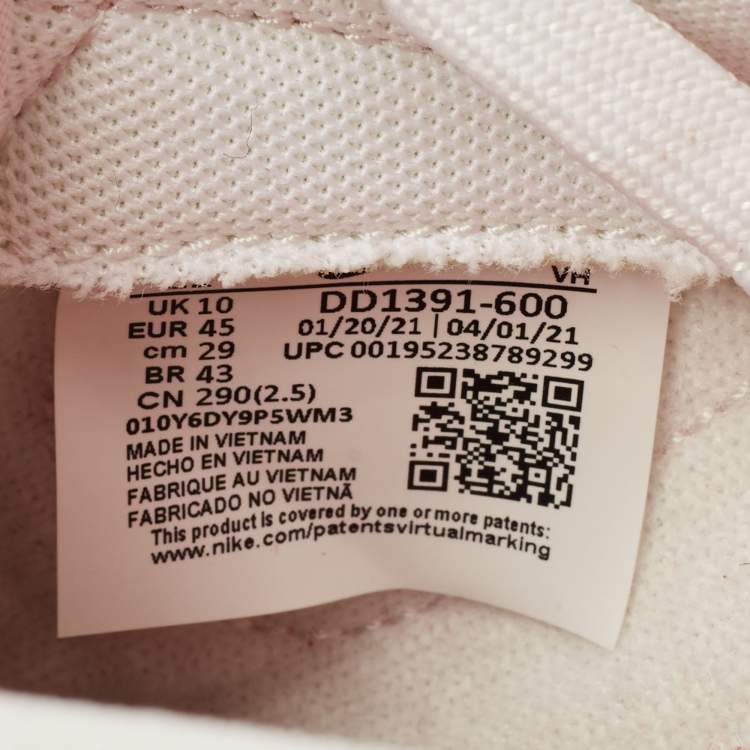 VH
UK 10
EUR 45
cm 29
BR 43
CN 290(2.5)
010Y6DY9P5WM3
DD1391-600
01/20/21 | 04/01/21
UPC 00195238789299
MADE IN VIETNAM
HECHO EN VIETNAM
FABRIQUE AU VIETNAM
FABRICADO NO VIETNÃ
This product is covered by one or more patents:
www.nike.com/patentsvirtualmarking